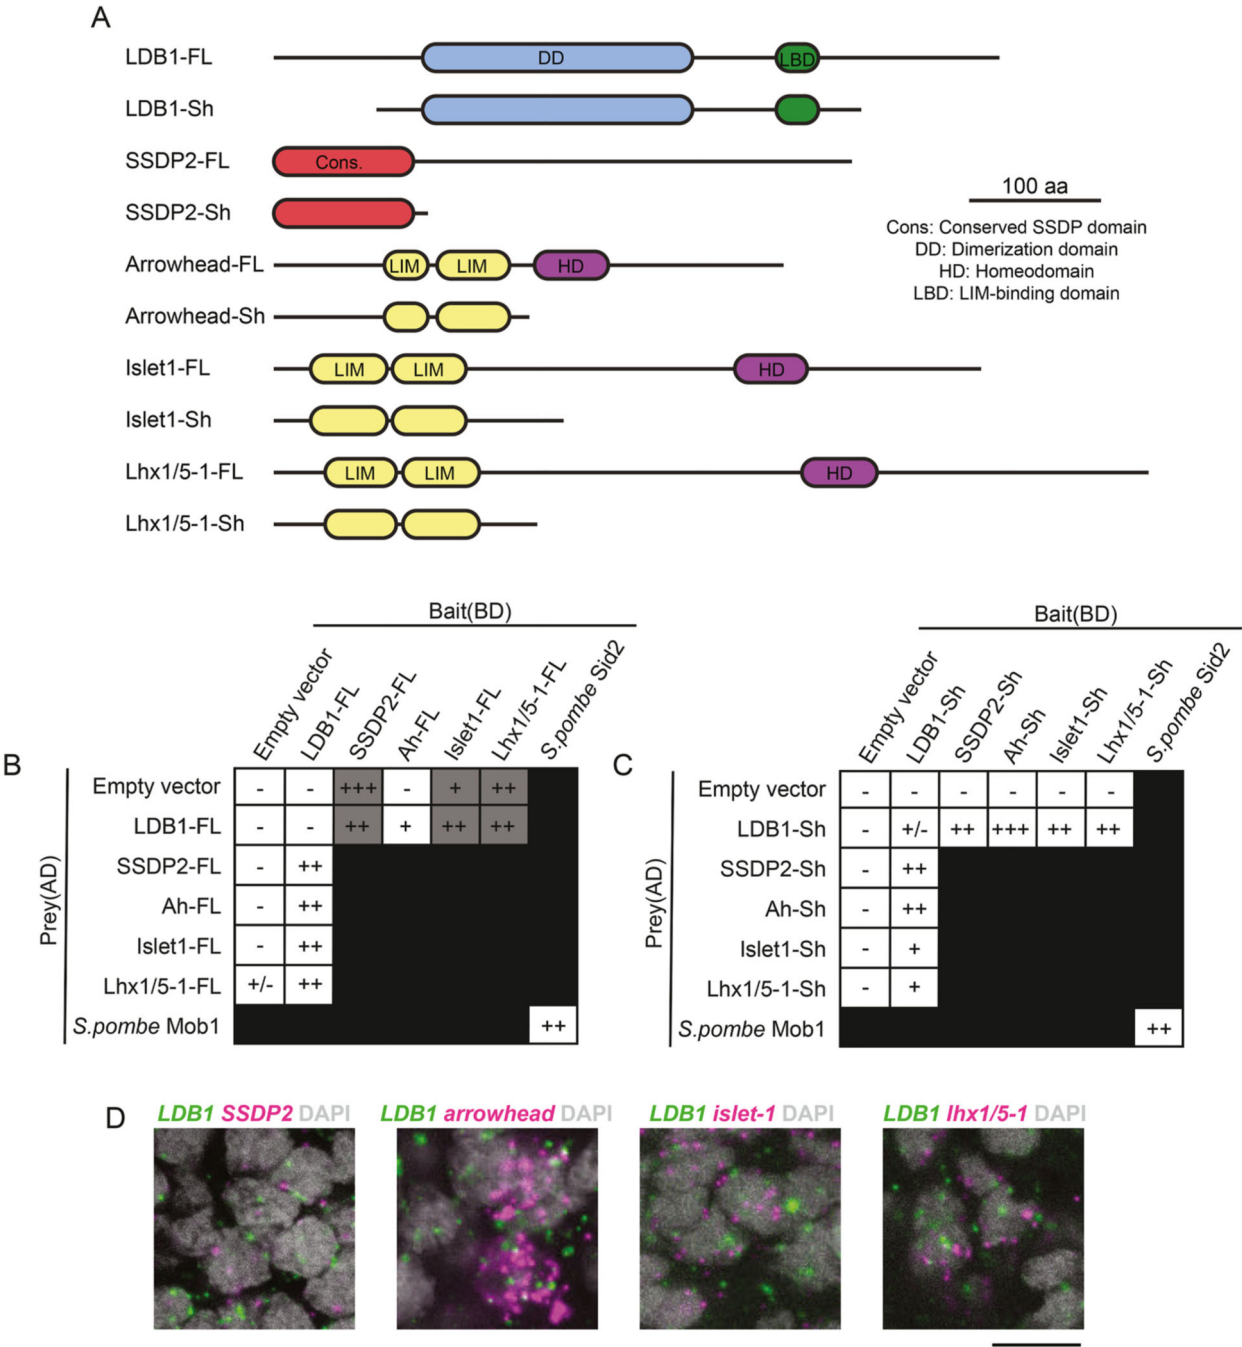 A
LDB1-FL DD LBD
LDB1-Sh
SSDP2-FL Cons.
SSDP2-Sh
100 aa
Cons: Conserved SSDP domain
DD: Dimerization domain
HD: Homeodomain
LBD: LIM-binding domain
Arrowhead-FL LIM LIM HD
Arrowhead-Sh
Islet1-FL LIM LIM HD
Islet1-Sh
Lhx1/5-1-FL LIM LIM HD
Lhx1/5-1-Sh
B
Bait(BD)
Empty vector LDB1-FL SSDP2-FL Ah-FL Islet1-FL Lhx1/5-1-FL S.pombe Sid2
Prey(AD)
Empty vector - - +++ - + ++
LDB1-FL - - ++ + ++ ++
SSDP2-FL - ++
Ah-FL - ++
Islet1-FL - ++
Lhx1/5-1-FL +/- ++
S.pombe Mob1 ++
C
Bait(BD)
Empty vector LDB1-Sh SSDP2-Sh Ah-Sh Islet1-Sh Lhx1/5-1-Sh S.pombe Sid2
Prey(AD)
Empty vector - - - - - -
LDB1-Sh - +/- ++ +++ ++ ++
SSDP2-Sh - ++
Ah-Sh - ++
Islet1-Sh - +
Lhx1/5-1-Sh - +
S.pombe Mob1 ++
D
LDB1 SSDP2 DAPI
LDB1 arrowhead DAPI
LDB1 islet-1 DAPI
LDB1 lhx1/5-1 DAPI